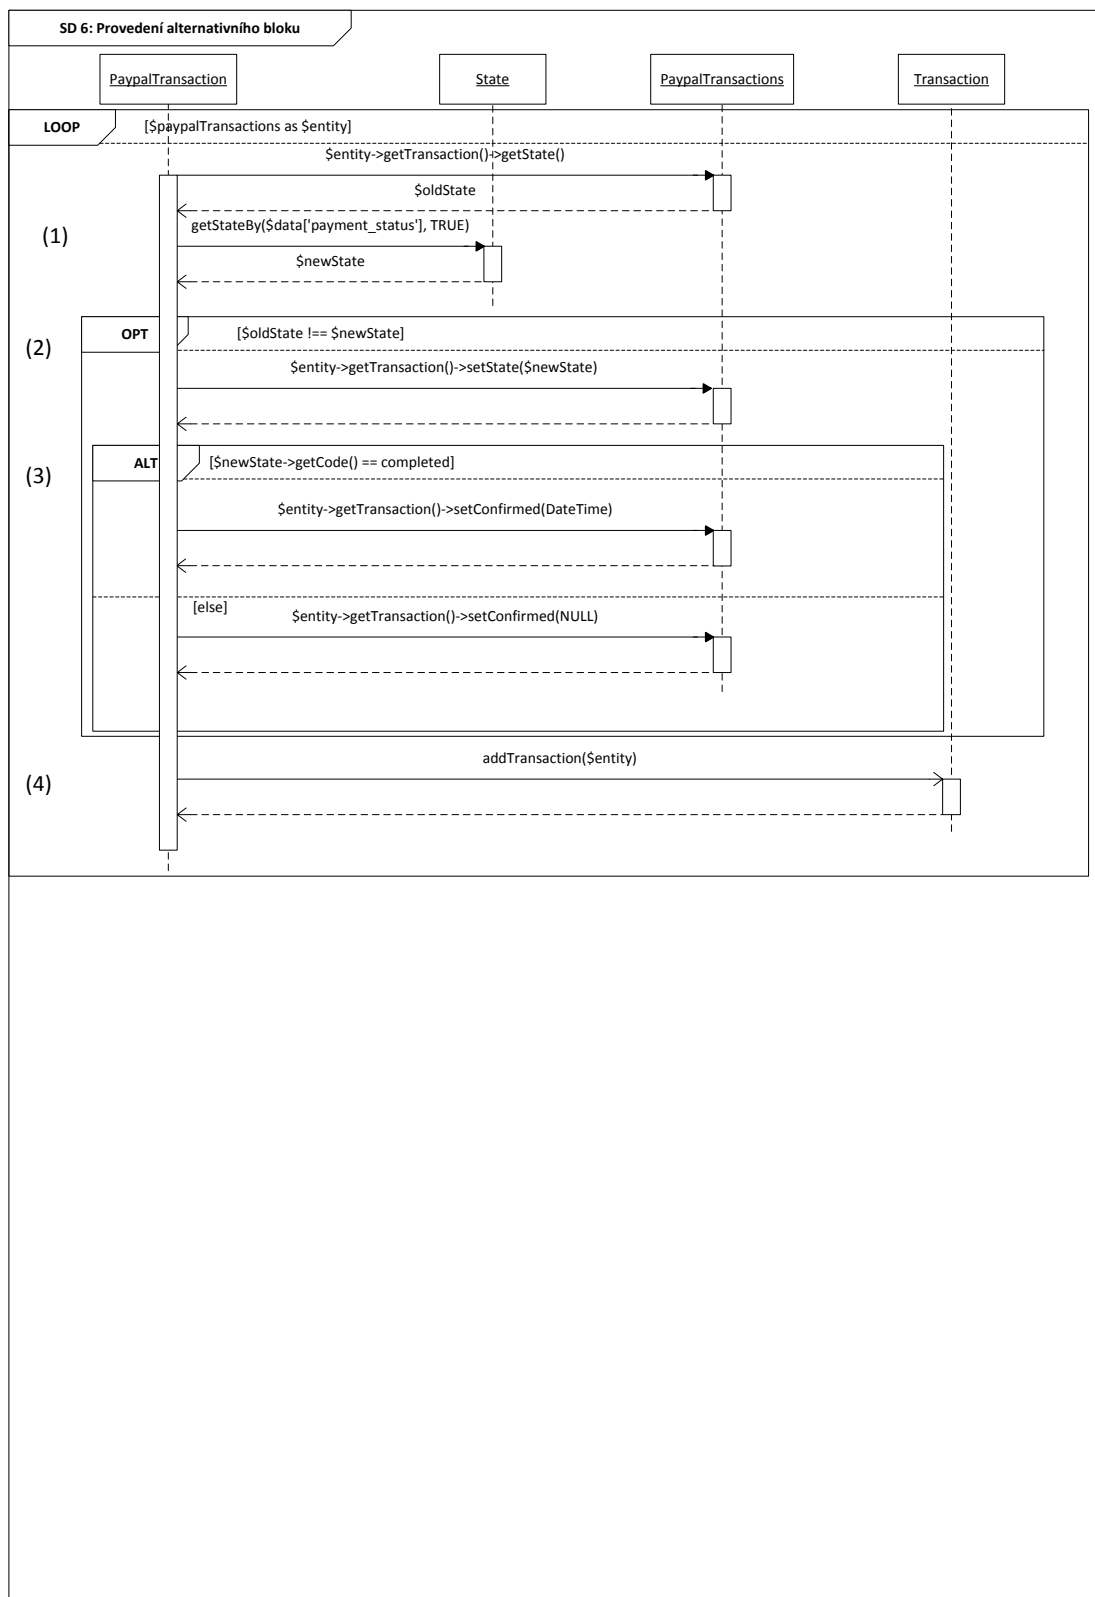 SD 6: Provedení alternativního bloku
PaypalTransaction
State
PaypalTransactions
Transaction
LOOP
[$paypalTransactions as $entity]
$entity->getTransaction()->getState()
$oldState
(1)
getStateBy($data['payment_status'], TRUE)
$newState
(2)
OPT
[$oldState !== $newState]
$entity->getTransaction()->setState($newState)
(3)
ALT
[$newState->getCode() == completed]
$entity->getTransaction()->setConfirmed(DateTime)
[else]
$entity->getTransaction()->setConfirmed(NULL)
(4)
addTransaction($entity)